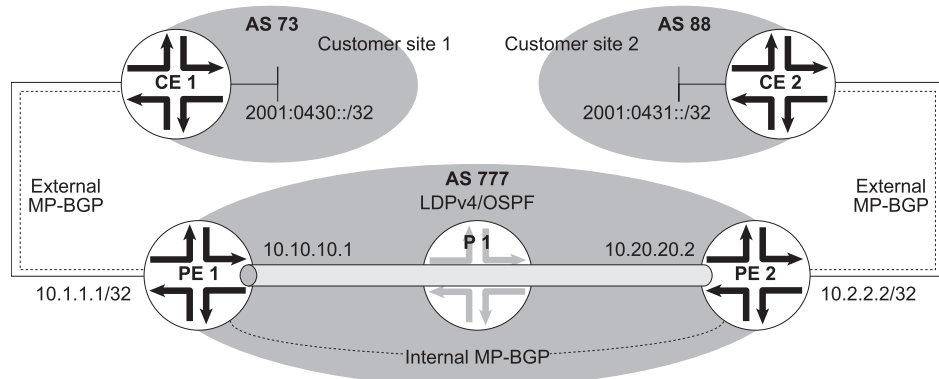 AS 73
Customer site 1
CE 1
2001:0430::/32
AS 88
Customer site 2
CE 2
2001:0431::/32
External
MP-BGP
External
MP-BGP
AS 777
LDPv4/OSPF
10.10.10.1
P 1
10.20.20.2
PE 1
PE 2
10.1.1.1/32
10.2.2.2/32
Internal MP-BGP